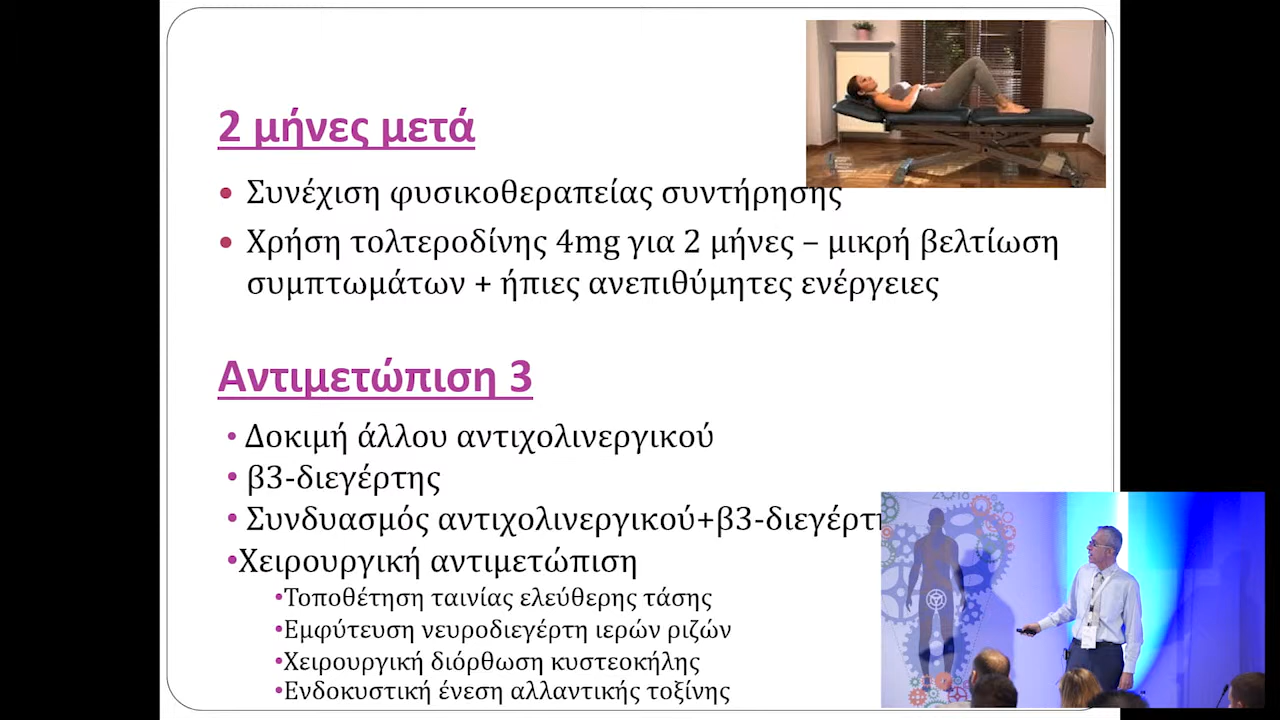 2 μήνες μετά
• Συνέχιση φυσικοθεραπείας συντήρησης
• Χρήση τολτεροδίνης 4mg για 2 μήνες – μικρή βελτίωση
συμπτωμάτων + ήπιες ανεπιθύμητες ενέργειες
Αντιμετώπιση 3
• Δοκιμή άλλου αντιχολινεργικού
• β3-διεγέρτης
• Συνδυασμός αντιχολινεργικού+β3-διεγέρτ
•Χειρουργική αντιμετώπιση
•Τοποθέτηση ταινίας ελεύθερης τάσης
•Εμφύτευση νευροδιεγέρτη ιερών ριζών
•Χειρουργική διόρθωση κυστεοκήλης
•Ενδοκυστική ένεση αλλαντικής τοξίνης
2018